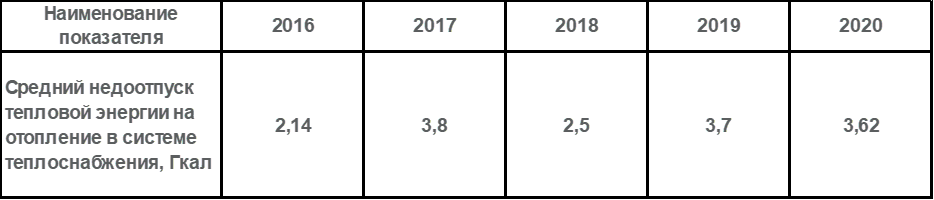 Наименование
показателя
2016
2017
2018
2019
2020
Средний недоотпуск
тепловой энергии на
отопление в системе
теплоснабжения, Гкал
2,14
3,8
2,5
3,7
3,62